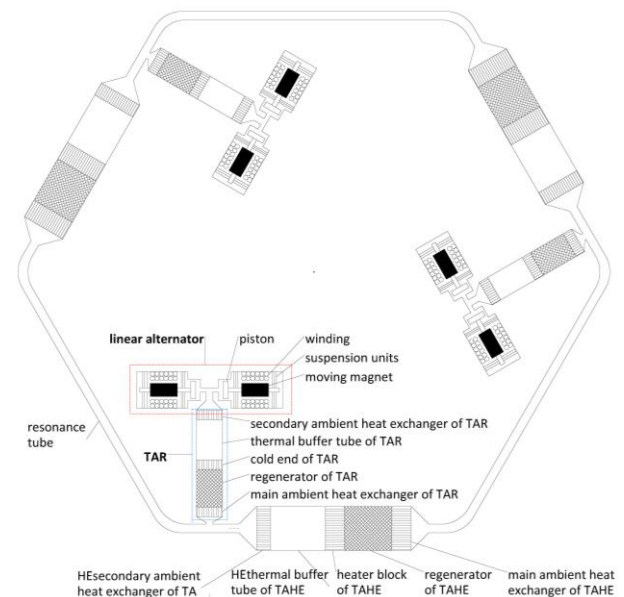 linear alternator
piston
winding
suspension units
moving magnet
secondary ambient heat exchanger of TAR
thermal buffer tube of TAR
cold end of TAR
regenerator of TAR
main ambient heat exchanger of TAR
resonance
tube
TAR
HEsecondary ambient
heat exchanger of TA
HEthermal buffer
tube of TAHE
heater block
of TAHE
regenerator
of TAHE
main ambient heat
exchanger of TAHE